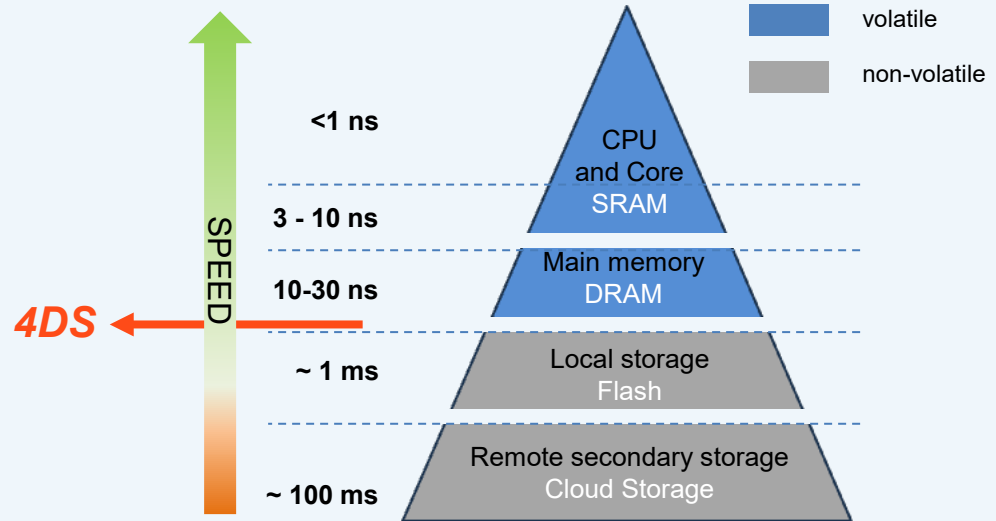 volatile
non-volatile
<1 ns
CPU
and Core
SRAM
3 - 10 ns
SPEED
Main memory
DRAM
10-30 ns
4DS
Local storage
Flash
~ 1 ms
Remote secondary storage
Cloud Storage
~ 100 ms